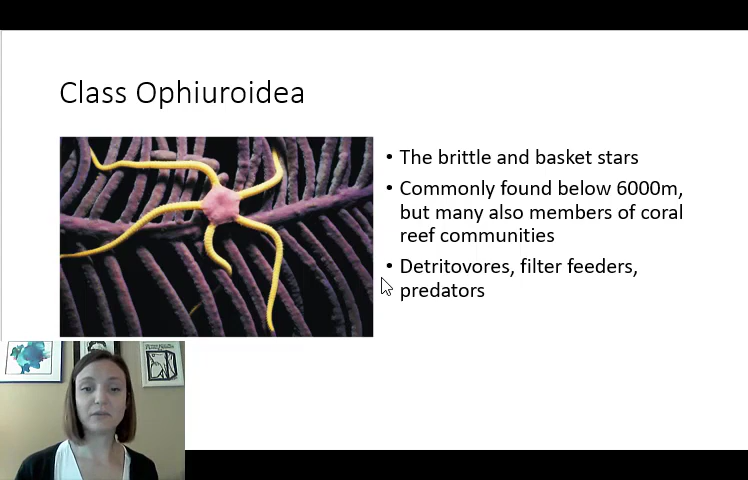 Class Ophiuroidea
• The brittle and basket stars
• Commonly found below 6000m,
but many also members of coral
reef communities
• Detritovores, filter feeders,
predators